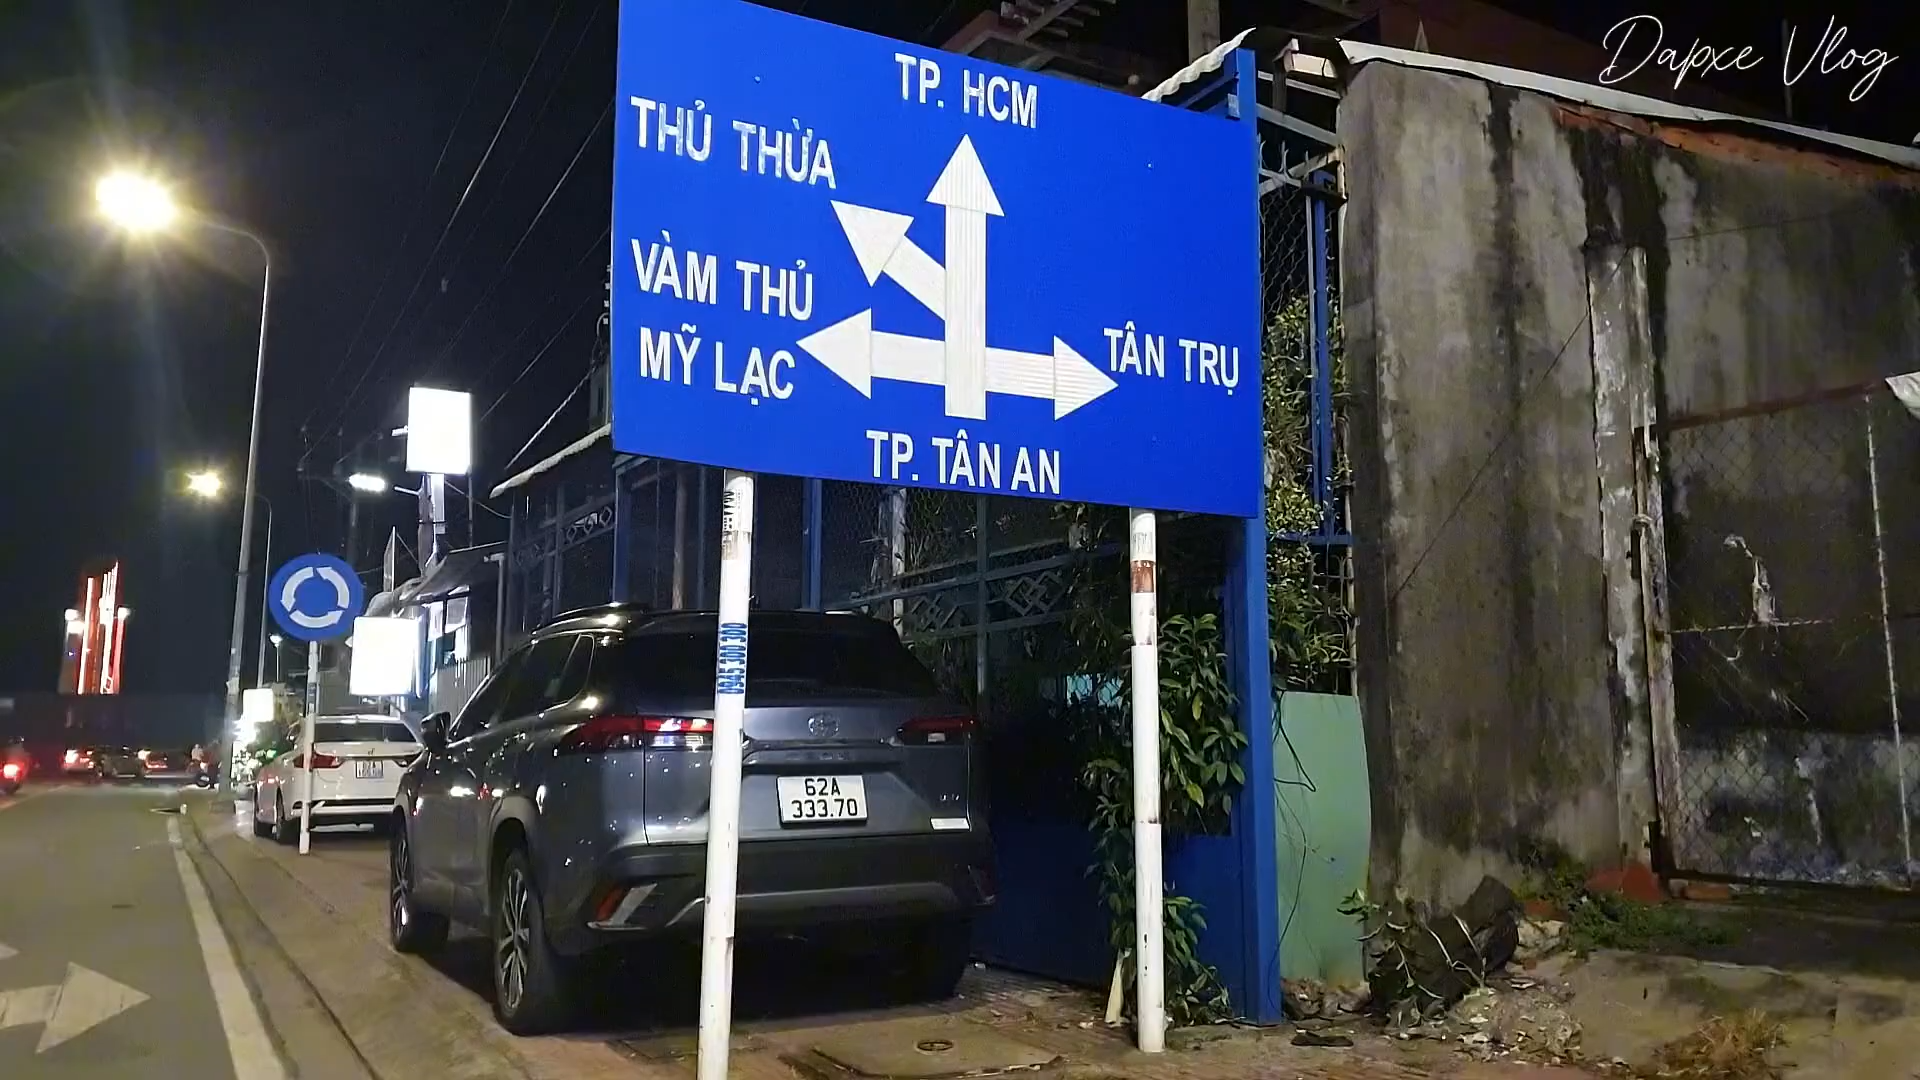 Dapxe Vlog
TP. HCM
THỦ THỪA
VÀM THỦ
MỸ LẠC
TÂN TRỤ
TP. TÂN AN
62A
333.70